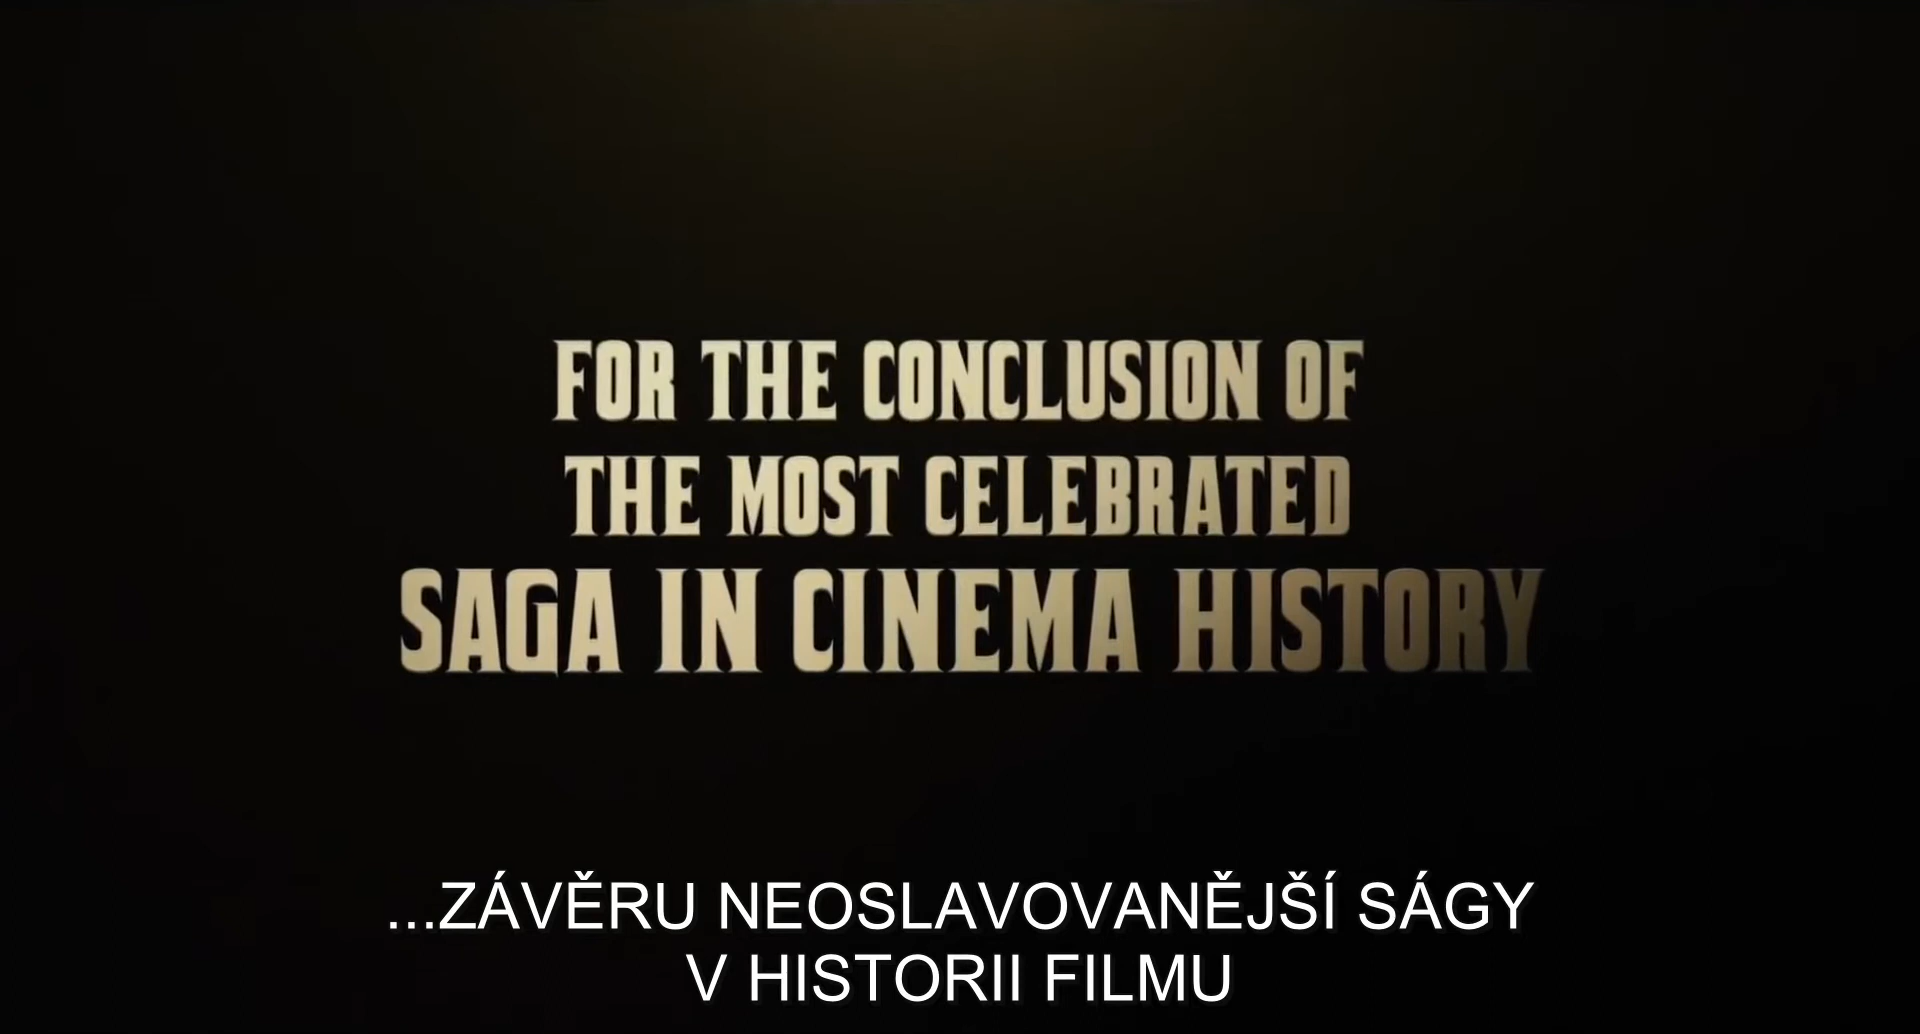 FOR THE CONCLUSION OF
THE MOST CELEBRATED
SAGA IN CINEMA HISTORY
...ZÁVĚRU NEOSLAVOVANĚJŠÍ SÁGY
V HISTORII FILMU